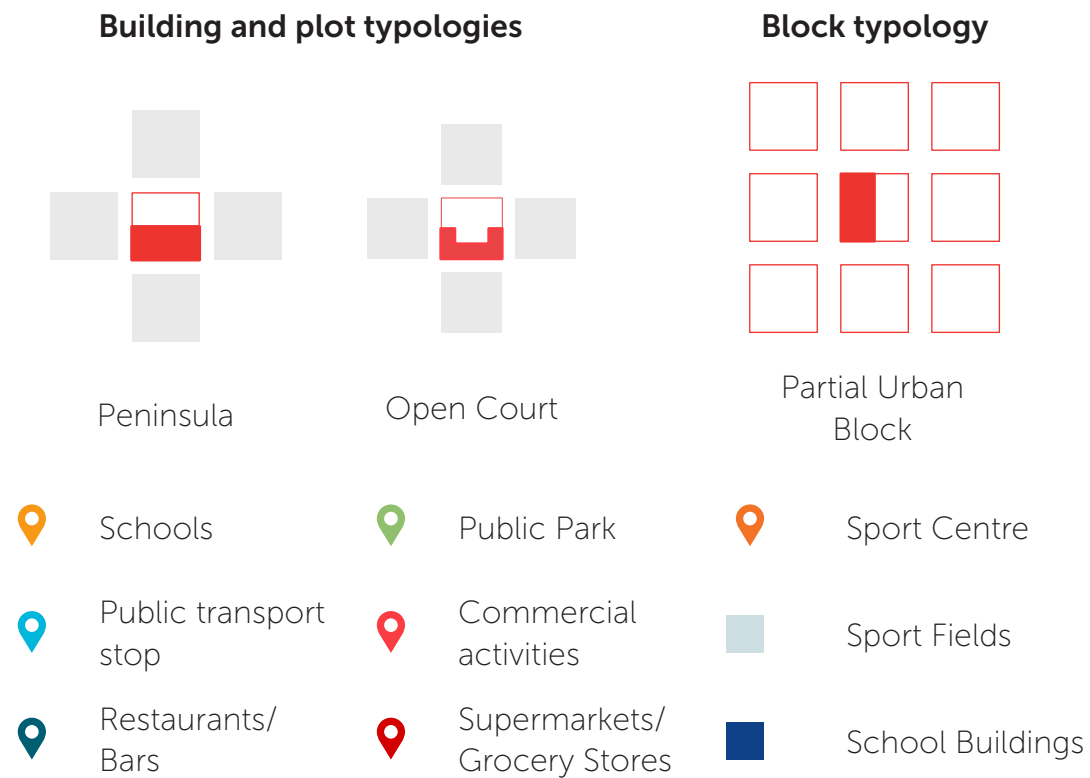 Building and plot typologies
Block typology
Peninsula
Open Court
Partial Urban
Block
Schools
Public Park
Sport Centre
Public transport
stop
Commercial
activities
Sport Fields
Restaurants/
Bars
Supermarkets/
Grocery Stores
School Buildings